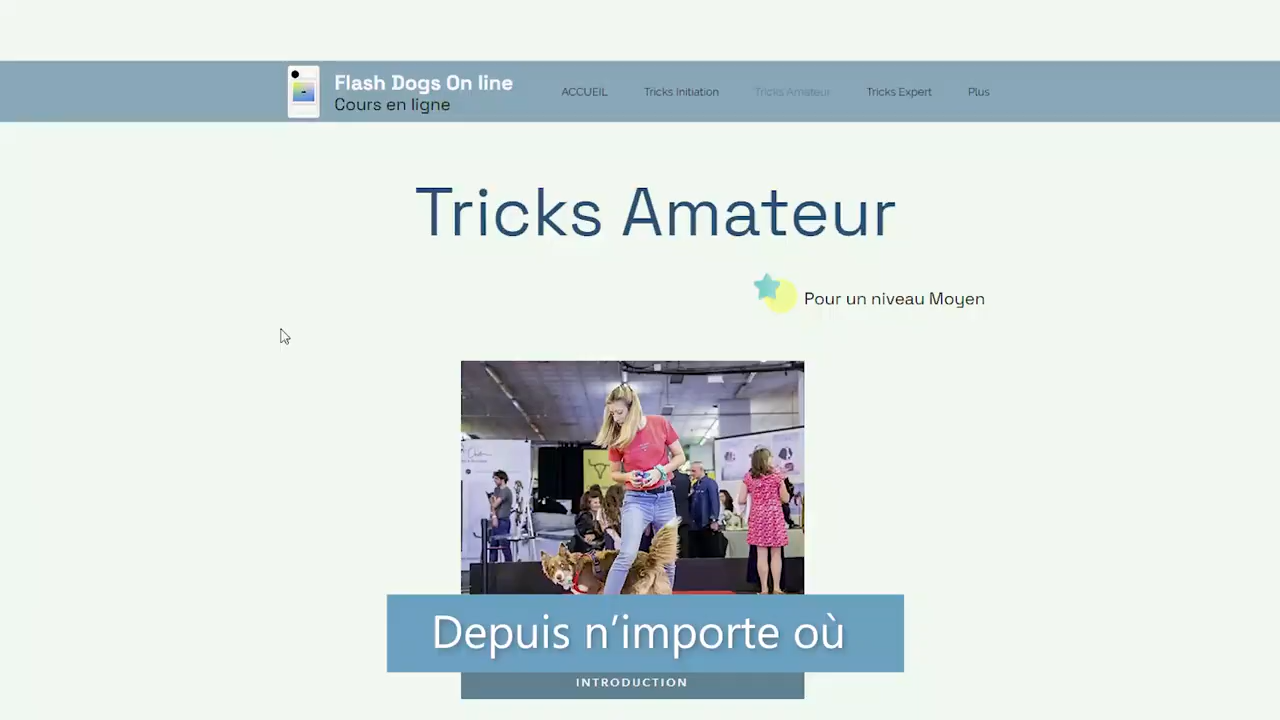 Flash Dogs On line
Cours en ligne
ACCUEIL
Tricks Initiation
Tricks Amateur
Tricks Expert
Plus
Tricks Amateur
Pour un niveau Moyen
Depuis n’importe où
INTRODUCTION